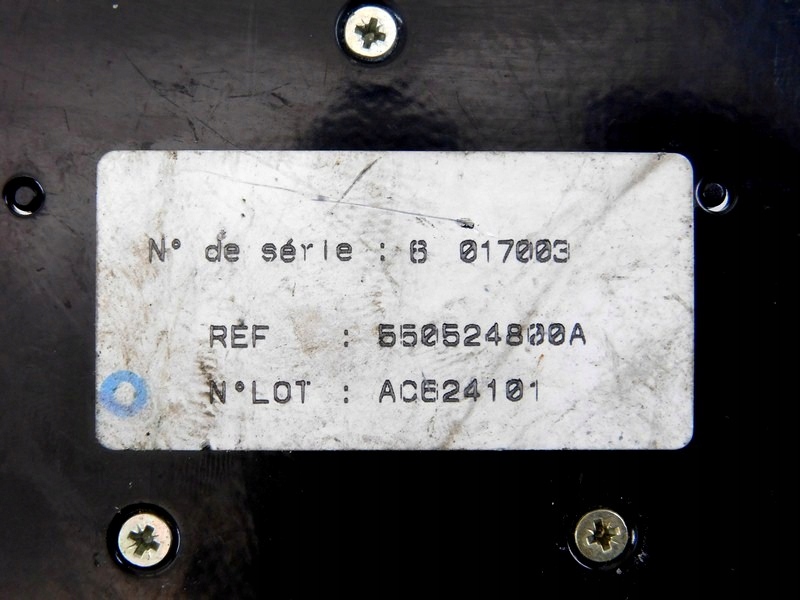 N° de série : 6 017003
REF : 550524800A
N°LOT : AC624101